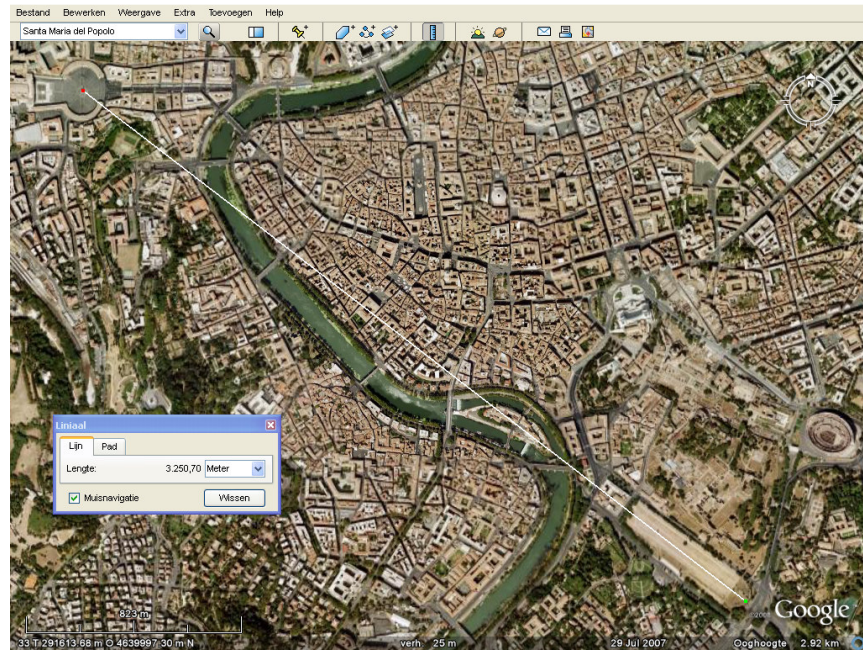 Bestand Bewerken Weergave Extra Toevoegen Help
Santa Maria del Popolo
N
Liniaal
Lijn Pad
Lengte: 3.250,70 Meter
Muisnavigatie Wissen
823 m
©2008 Google
33 T 291613.68 m O 4639997.30 m N verh 25 m 29 Jul 2007 Ooghoogte 2.92 km